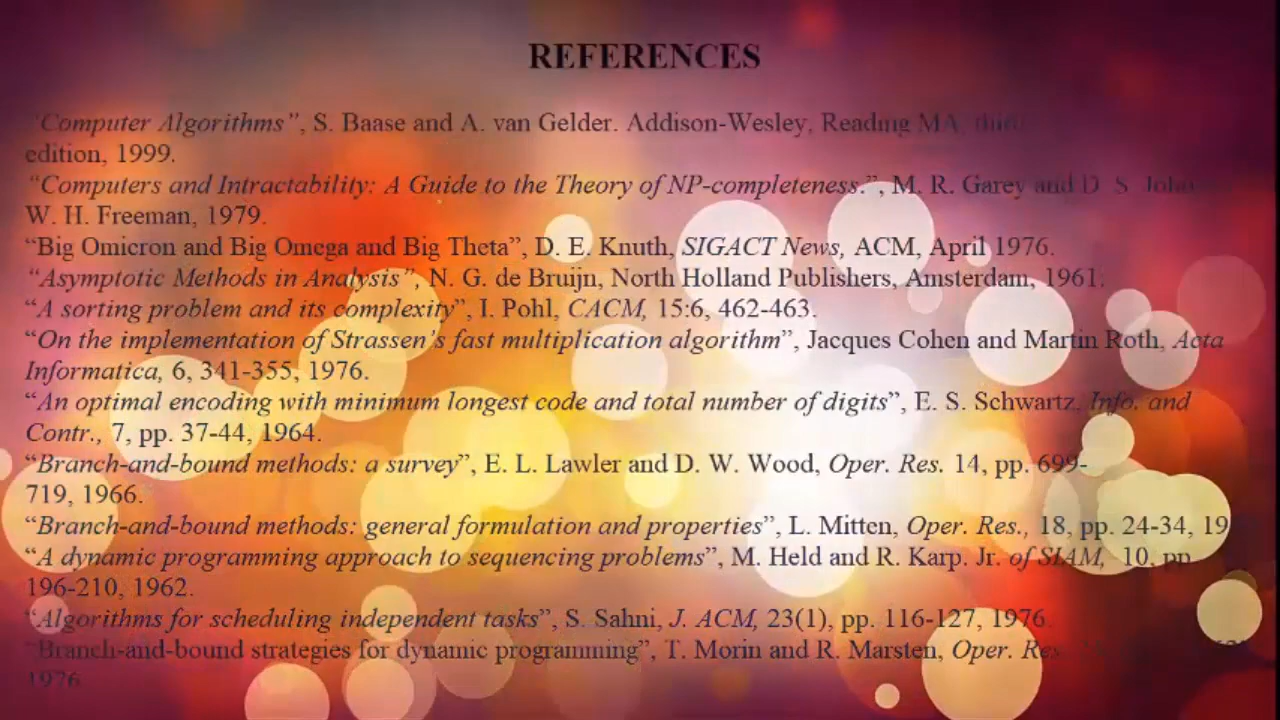 REFERENCES
“Computer Algorithms”, S. Baase and A. van Gelder. Addison-Wesley, Reading MA, third
edition, 1999.
“Computers and Intractability: A Guide to the Theory of NP-completeness.”, M. R. Garey and D. S.
W. H. Freeman, 1979.
“Big Omicron and Big Omega and Big Theta”, D. E. Knuth, SIGACT News, ACM, April 1976.
“Asymptotic Methods in Analysis”, N. G. de Bruijn, North Holland Publishers, Amsterdam, 1961.
“A sorting problem and its complexity”, I. Pohl, CACM, 15:6, 462-463.
“On the implementation of Strassen’s fast multiplication algorithm”, Jacques Cohen and Martin Roth, Acta
Informatica, 6, 341-355, 1976.
“An optimal encoding with minimum longest code and total number of digits”, E. S. Schwartz, Info. and
Contr., 7, pp. 37-44, 1964.
“Branch-and-bound methods: a survey”, E. L. Lawler and D. W. Wood, Oper. Res. 14, pp. 699-
719, 1966.
“Branch-and-bound methods: general formulation and properties”, L. Mitten, Oper. Res., 18, pp. 24-34, 19
“A dynamic programming approach to sequencing problems”, M. Held and R. Karp. Jr. of SIAM, 10, pp.
196-210, 1962.
“Algorithms for scheduling independent tasks”, S. Sahni, J. ACM, 23(1), pp. 116-127, 1976.
“Branch-and-bound strategies for dynamic programming”, T. Morin and R. Marsten, Oper. Res.
1976